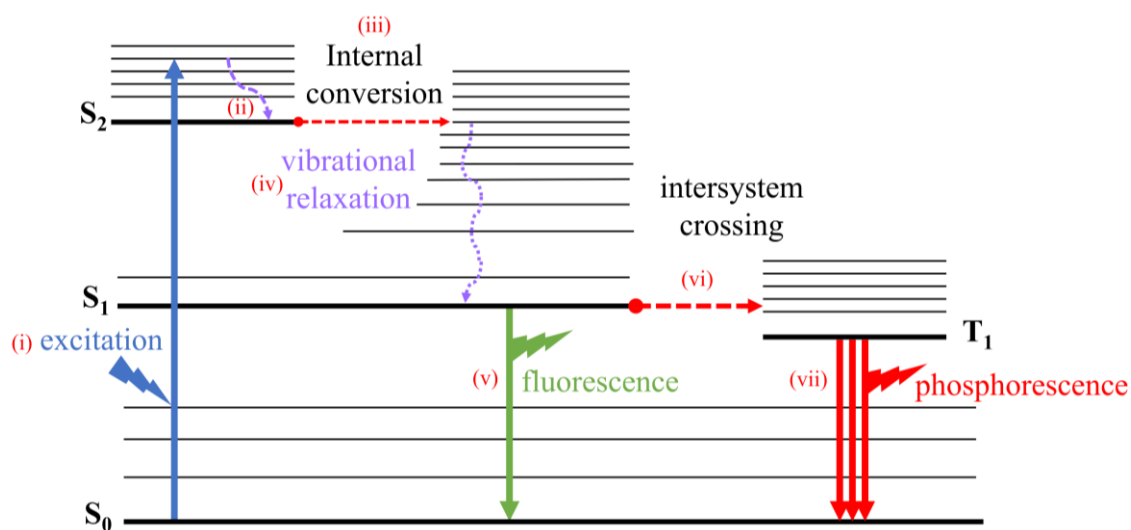 (iii)
Internal
conversion
S2
(ii)
(iv) vibrational
relaxation
intersystem
crossing
S1
(vi)
T1
(i) excitation
(v)
fluorescence
(vii)
phosphorescence
S0